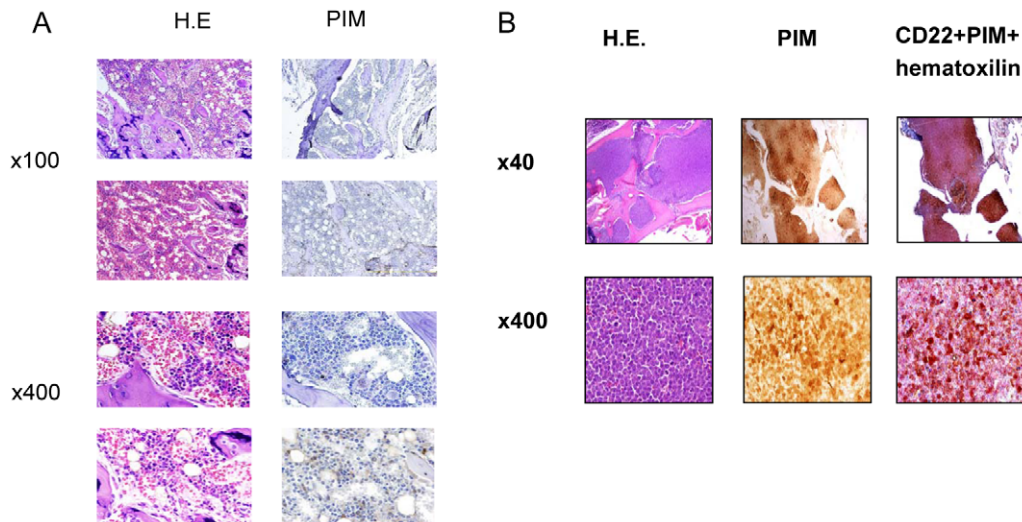 A
H.E
PIM
x100
x400
B
H.E.
PIM
CD22+PIM+
hematoxilin
x40
x400